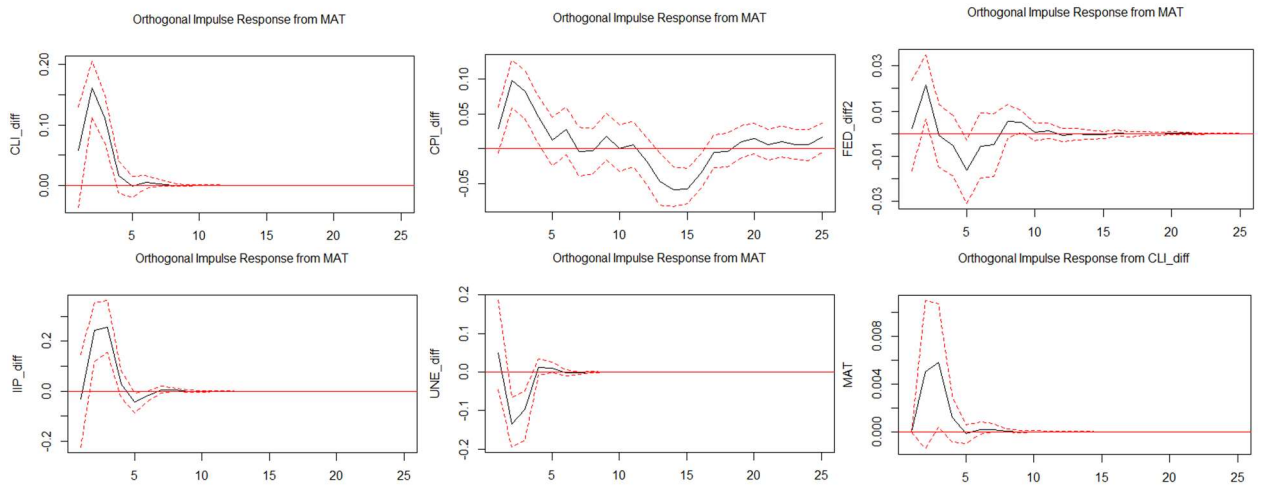 Orthogonal Impulse Response from MAT
CLI_diff
0.00 0.10 0.20
5 10 15 20 25
Orthogonal Impulse Response from MAT
CPI_diff
-0.05 0.05 0.10
5 10 15 20 25
Orthogonal Impulse Response from MAT
FED_diff2
-0.03 -0.01 0.01 0.03
5 10 15 20 25
Orthogonal Impulse Response from MAT
IIP_diff
-0.2 0.0 0.2
5 10 15 20 25
Orthogonal Impulse Response from MAT
UNE_diff
-0.2 -0.1 0.0 0.1 0.2
5 10 15 20 25
Orthogonal Impulse Response from CLI_diff
MAT
0.000 0.004 0.008
5 10 15 20 25